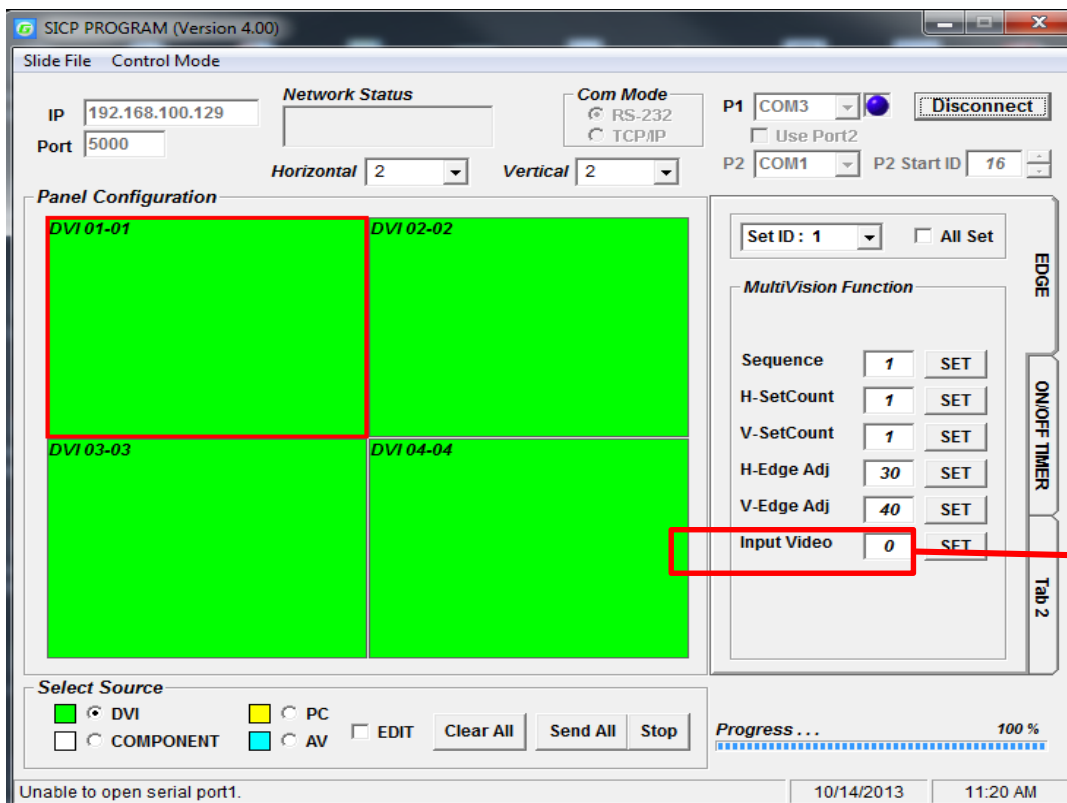 SICP PROGRAM (Version 4.00)
Slide File Control Mode
IP 192.168.100.129
Port 5000
Network Status
Com Mode
RS-232
TCP/IP
P1 COM3 Disconnect
Use Port2
P2 COM1 P2 Start ID 16
Horizontal 2 Vertical 2
Panel Configuration
DVI 01-01 DVI 02-02
DVI 03-03 DVI 04-04
Set ID : 1 All Set
MultiVision Function
Sequence 1 SET
H-SetCount 1 SET
V-SetCount 1 SET
H-Edge Adj 30 SET
V-Edge Adj 40 SET
Input Video 0 SET
EDGE
ON/OFF TIMER
Tab 2
Select Source
DVI PC
COMPONENT AV
EDIT Clear All Send All Stop
Progress . . . 100 %
Unable to open serial port1. 10/14/2013 11:20 AM